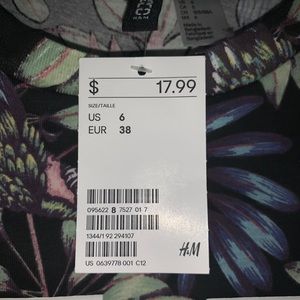 H&M
$ 17.99
SIZE/TAILLE
US 6
EUR 38
095622 8 7527 01 7
1344/1 92 294107
H&M
US 0639778 001 C12